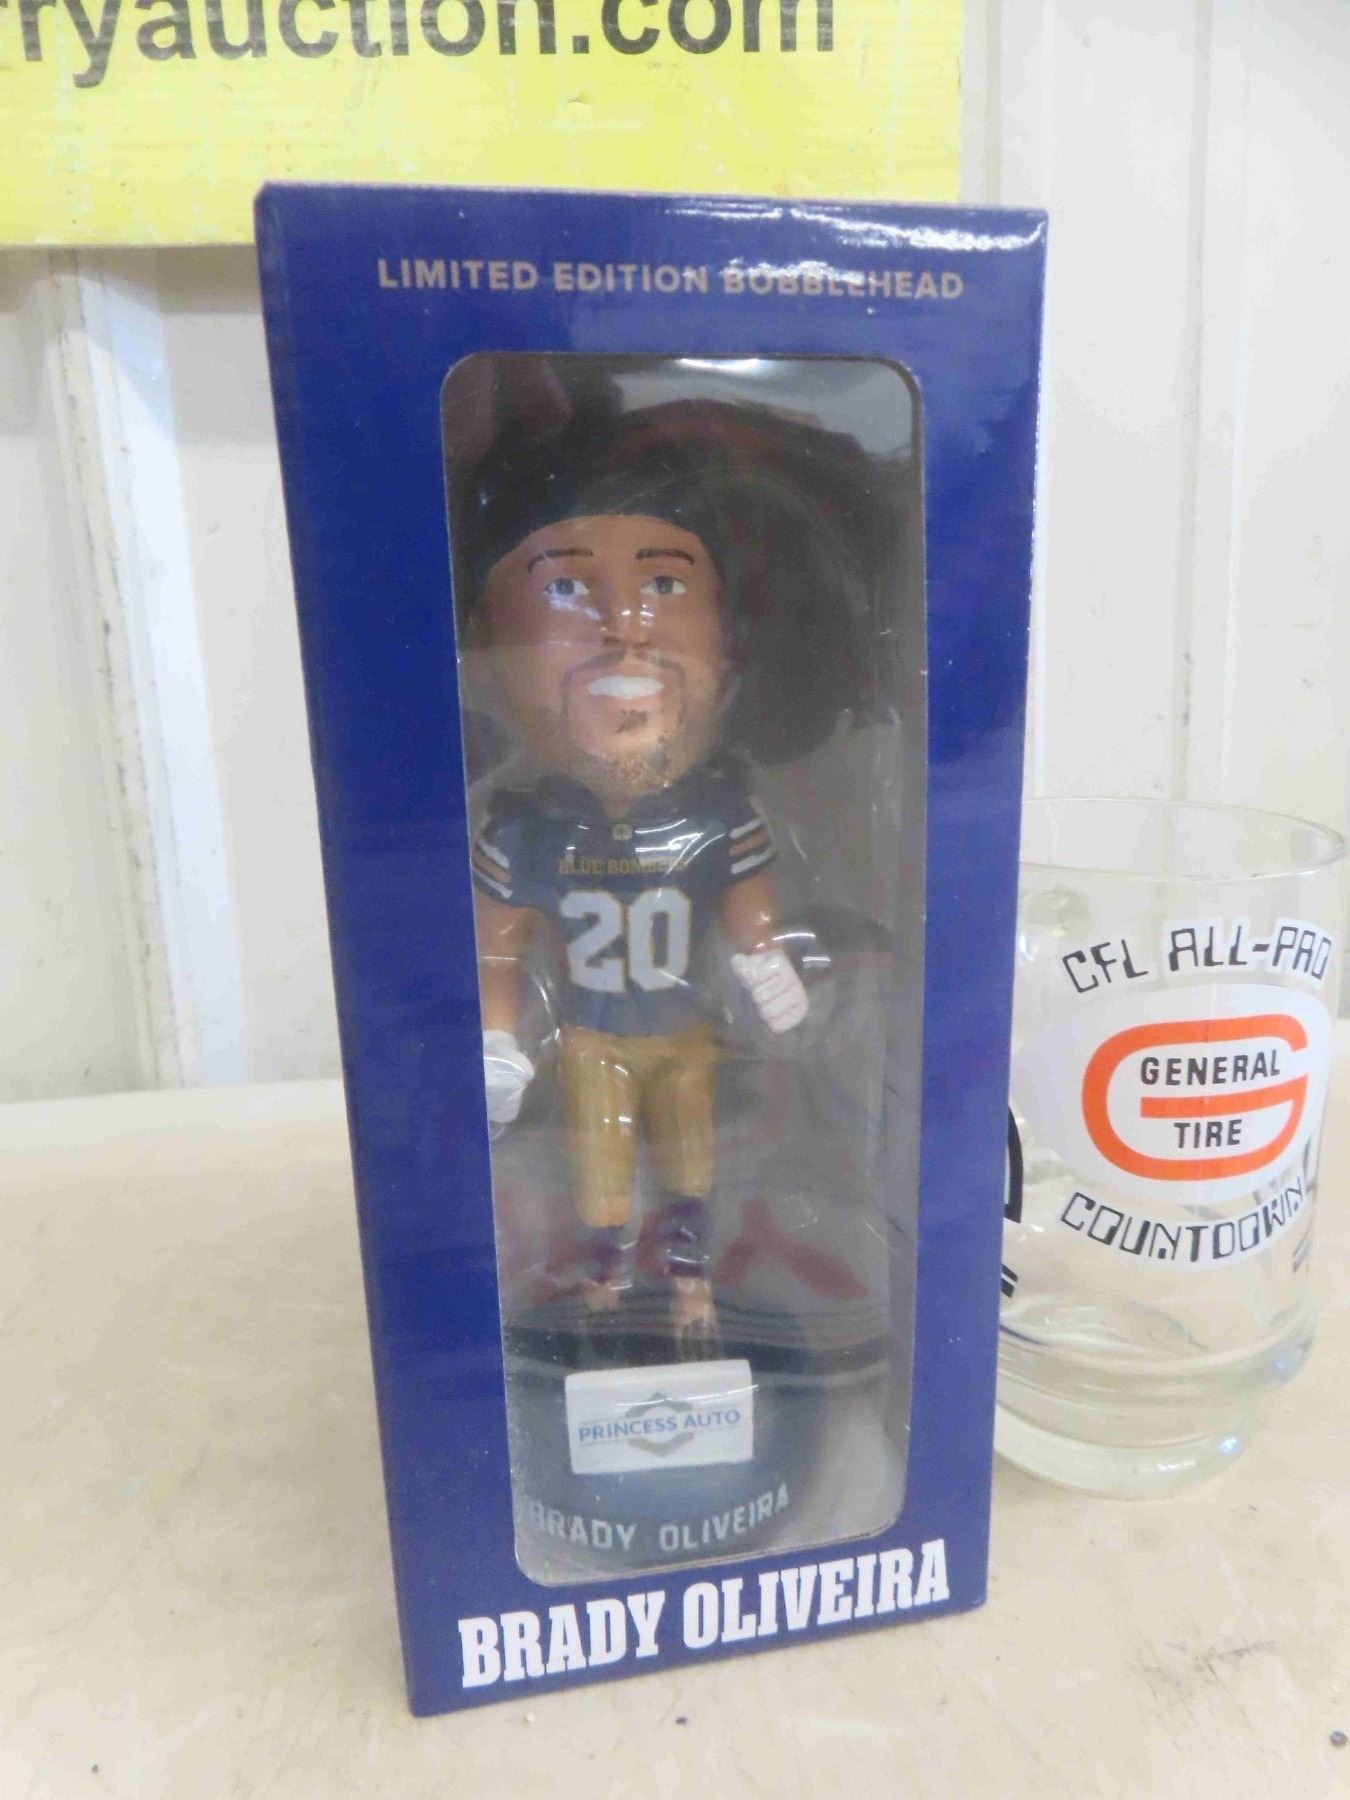 ryauction.com
LIMITED EDITION BOBBLEHEAD
BLUE BOMBERS
20
PRINCESS AUTO
BRADY OLIVEIRA
BRADY OLIVEIRA
CFL ALL-PRO
GENERAL
TIRE
COUNTDOWN